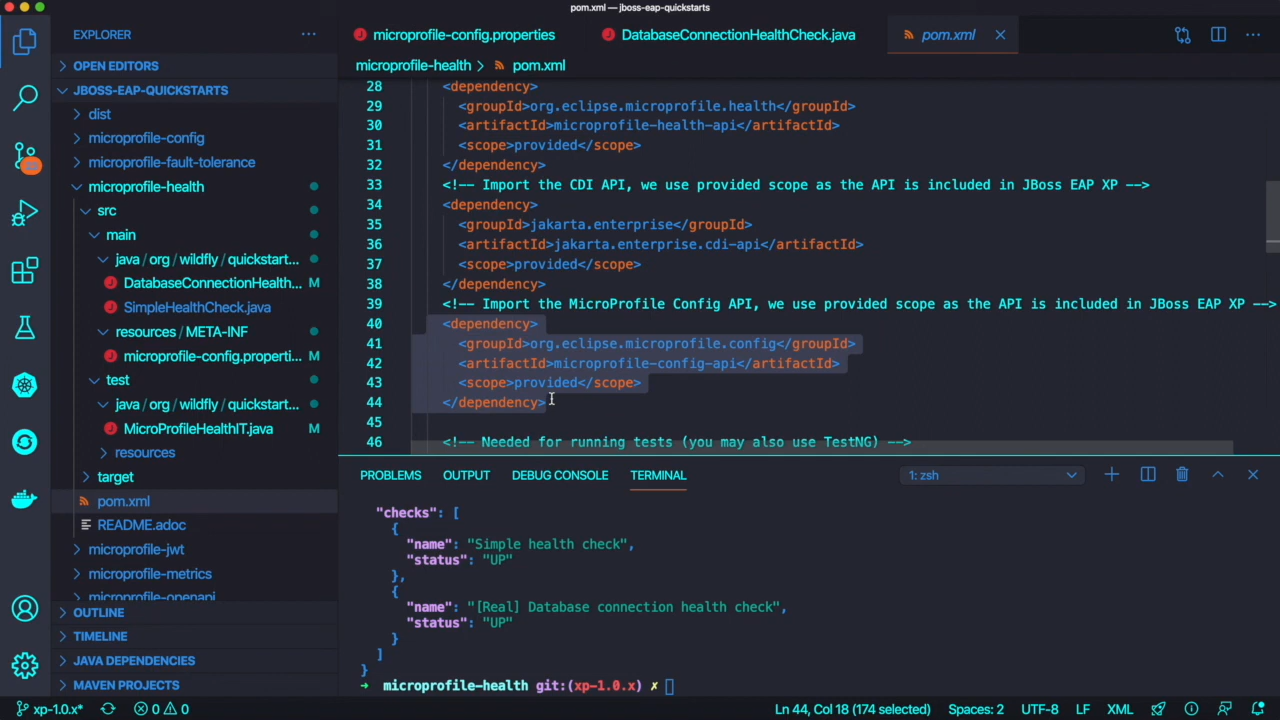 pom.xml — jboss-eap-quickstarts
EXPLORER
OPEN EDITORS
JBOSS-EAP-QUICKSTARTS
dist
microprofile-config
microprofile-fault-tolerance
microprofile-health
src
main
java / org / wildfly / quickstart...
DatabaseConnectionHealth... M
SimpleHealthCheck.java
resources / META-INF
microprofile-config.properti... M
test
java / org / wildfly / quickstart...
MicroProfileHealthIT.java M
resources
target
pom.xml
README.adoc
microprofile-jwt
microprofile-metrics
microprofile-openapi
OUTLINE
TIMELINE
JAVA DEPENDENCIES
MAVEN PROJECTS
microprofile-config.properties DatabaseConnectionHealthCheck.java pom.xml
microprofile-health > pom.xml
28 <dependency>
29 <groupId>org.eclipse.microprofile.health</groupId>
30 <artifactId>microprofile-health-api</artifactId>
31 <scope>provided</scope>
32 </dependency>
33 <!-- Import the CDI API, we use provided scope as the API is included in JBoss EAP XP -->
34 <dependency>
35 <groupId>jakarta.enterprise</groupId>
36 <artifactId>jakarta.enterprise.cdi-api</artifactId>
37 <scope>provided</scope>
38 </dependency>
39 <!-- Import the MicroProfile Config API, we use provided scope as the API is included in JBoss EAP XP -->
40 <dependency>
41 <groupId>org.eclipse.microprofile.config</groupId>
42 <artifactId>microprofile-config-api</artifactId>
43 <scope>provided</scope>
44 </dependency>
45
46 <!-- Needed for running tests (you may also use TestNG) -->
PROBLEMS OUTPUT DEBUG CONSOLE TERMINAL 1: zsh
"checks": [
{
"name": "Simple health check",
"status": "UP"
},
{
"name": "[Real] Database connection health check",
"status": "UP"
}
]
}
→ microprofile-health git:(xp-1.0.x) ✗
xp-1.0.x* 0 0 Ln 44, Col 18 (174 selected) Spaces: 2 UTF-8 LF XML